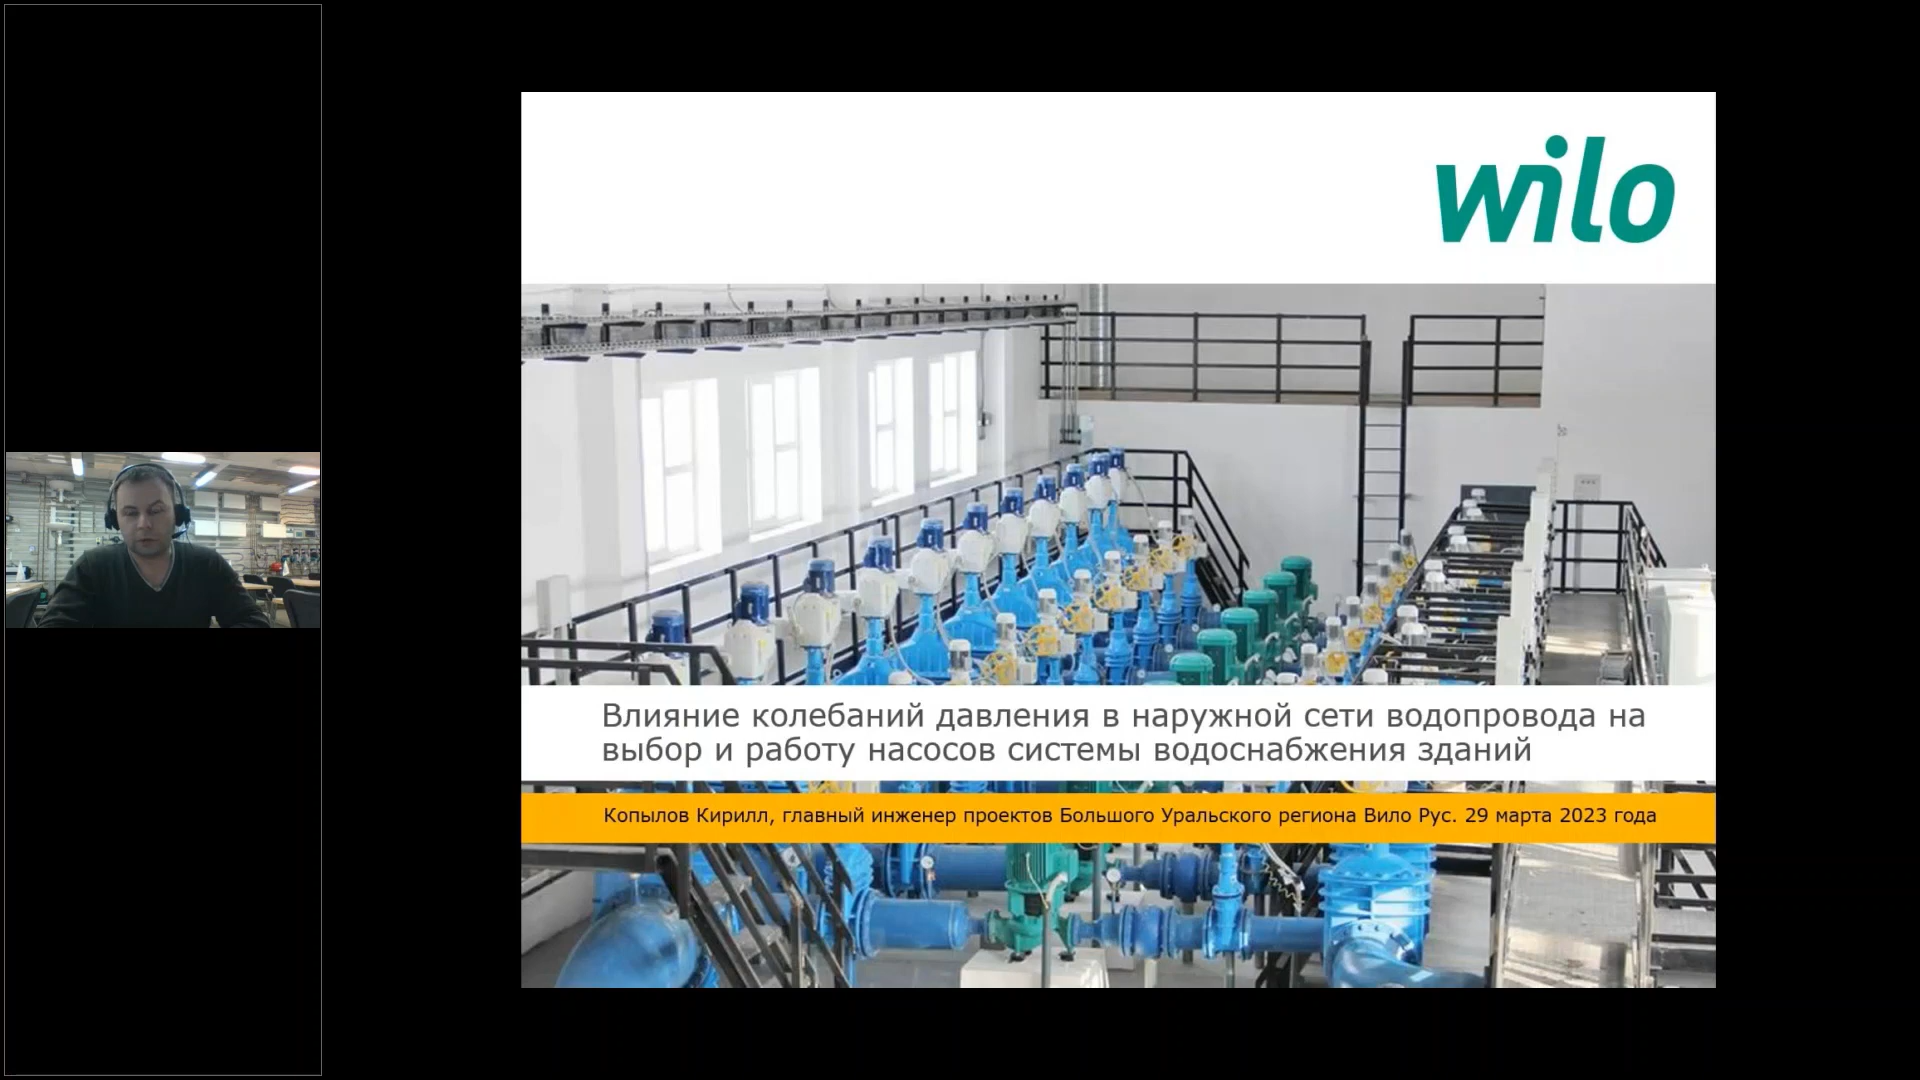 wilo
Влияние колебаний давления в наружной сети водопровода на
выбор и работу насосов системы водоснабжения зданий
Копылов Кирилл, главный инженер проектов Большого Уральского региона Вило Рус. 29 марта 2023 года